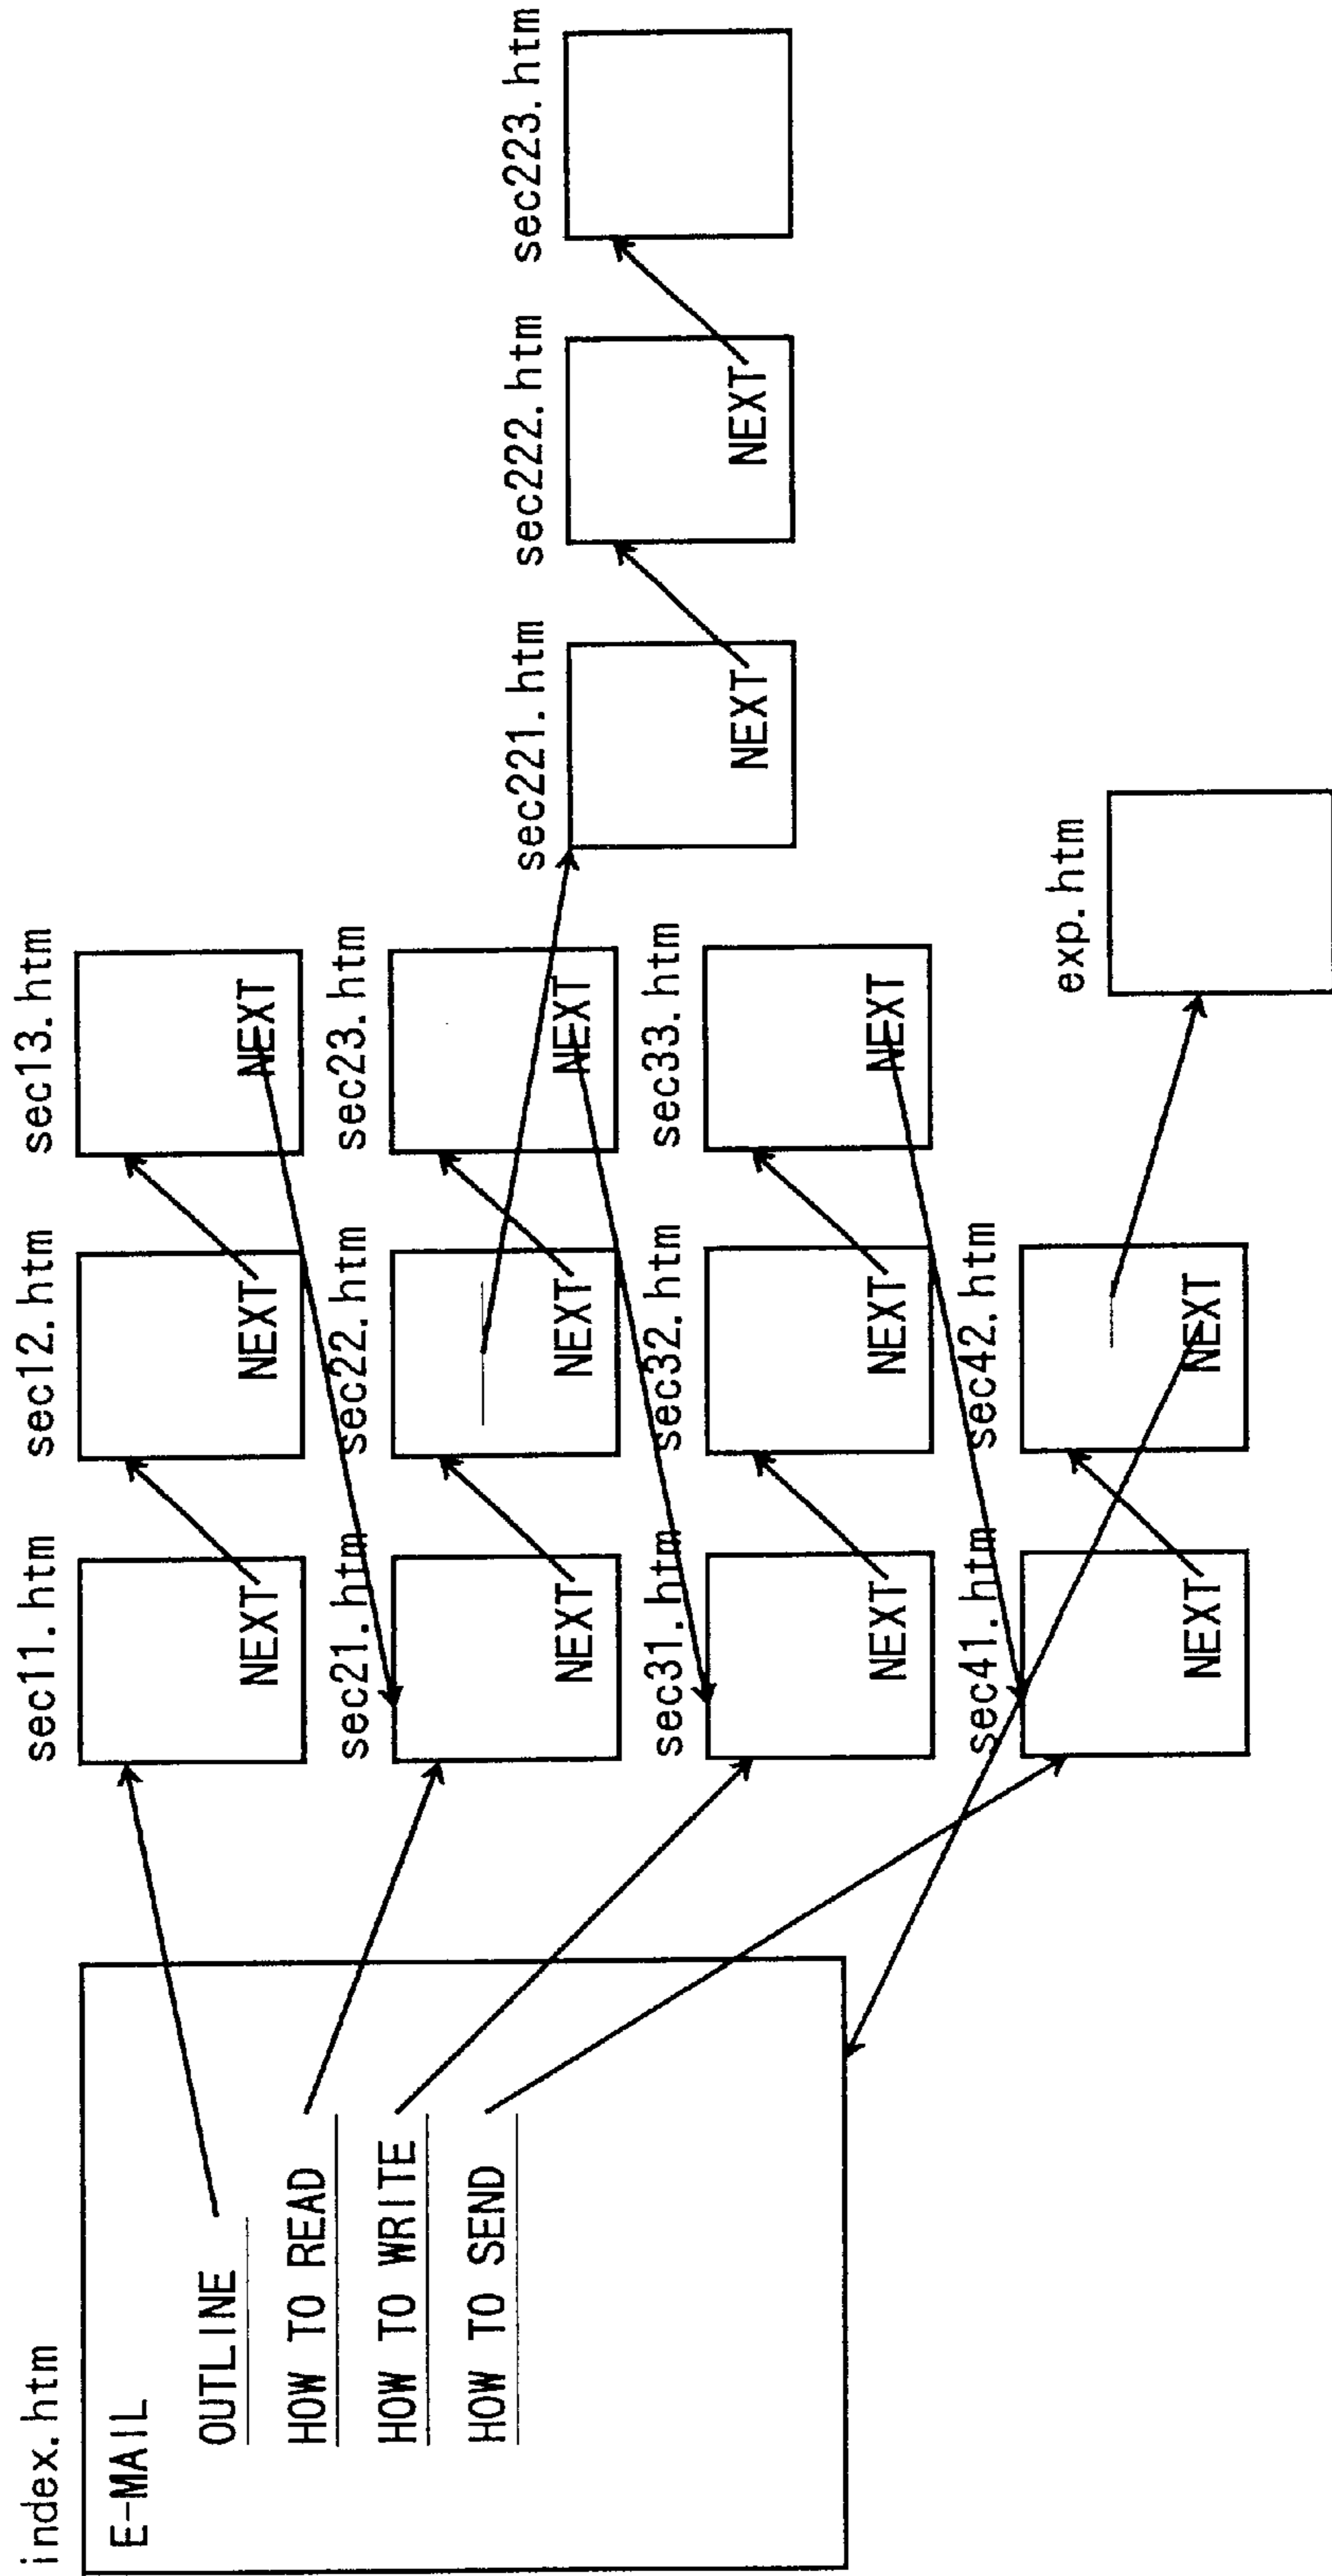 index.htm
E-MAIL
OUTLINE
HOW TO READ
HOW TO WRITE
HOW TO SEND
sec11.htm
NEXT
sec12.htm
NEXT
sec13.htm
NEXT
sec21.htm
NEXT
sec22.htm
NEXT
sec23.htm
NEXT
sec221.htm
NEXT
sec222.htm
NEXT
sec223.htm
sec31.htm
NEXT
sec32.htm
NEXT
sec33.htm
NEXT
sec41.htm
NEXT
sec42.htm
NEXT
exp.htm